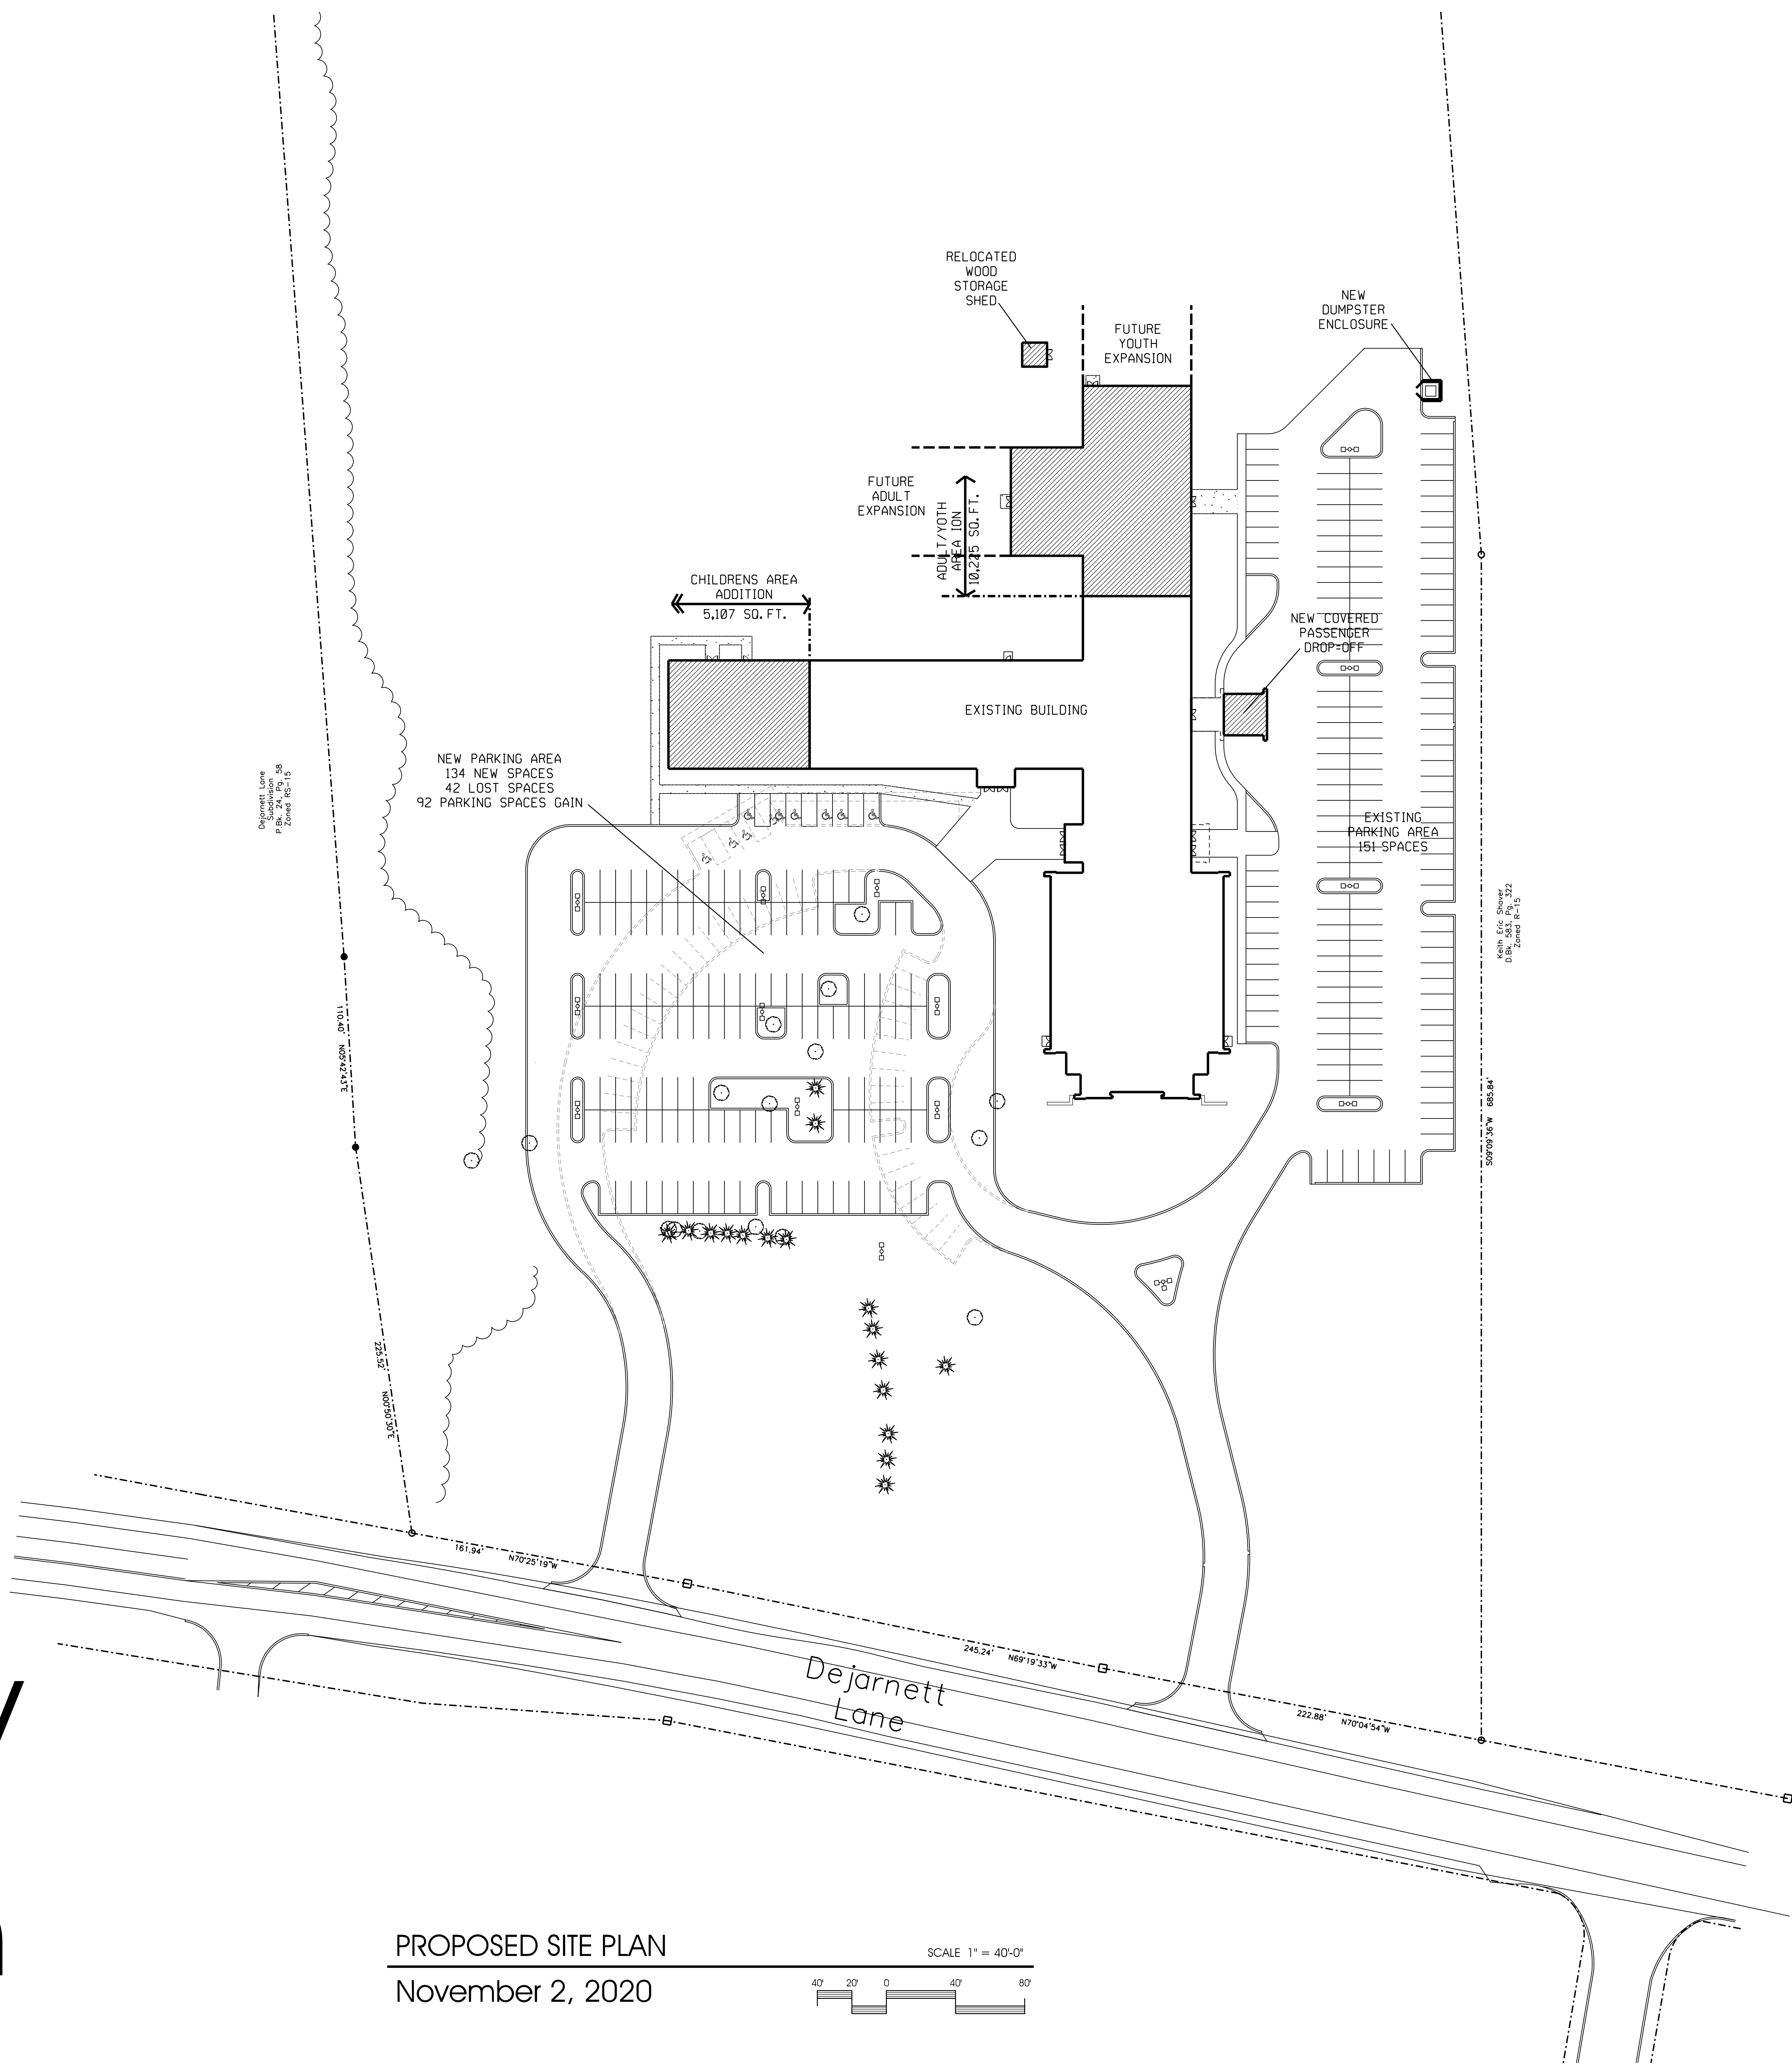 RELOCATED
WOOD
STORAGE
SHED
NEW
DUMPSTER
ENCLOSURE
FUTURE
YOUTH
EXPANSION
FUTURE
ADULT
EXPANSION
ADULT/YOTH
AREA ION
10,225 SQ. FT.
CHILDRENS AREA
ADDITION
5,107 SQ. FT.
NEW COVERED
PASSENGER
DROP-OFF
EXISTING BUILDING
NEW PARKING AREA
134 NEW SPACES
42 LOST SPACES
92 PARKING SPACES GAIN
Dejarnett Lane
Subdivision
P.Bk. 24, Pg. 58
Zoned RS-15
EXISTING
PARKING AREA
151 SPACES
Keith Eric Shaver
D.Bk. 583, Pg. 322
Zoned R-15
110.40' N05°42'43"E
S09°09'36"W 685.84'
225.52' N00°50'30"E
161.94' N70°25'19"W
245.24' N69°19'33"W
222.88' N70°04'54"W
Dejarnett
Lane
PROPOSED SITE PLAN
SCALE 1" = 40'-0"
November 2, 2020
40' 20' 0 40' 80'